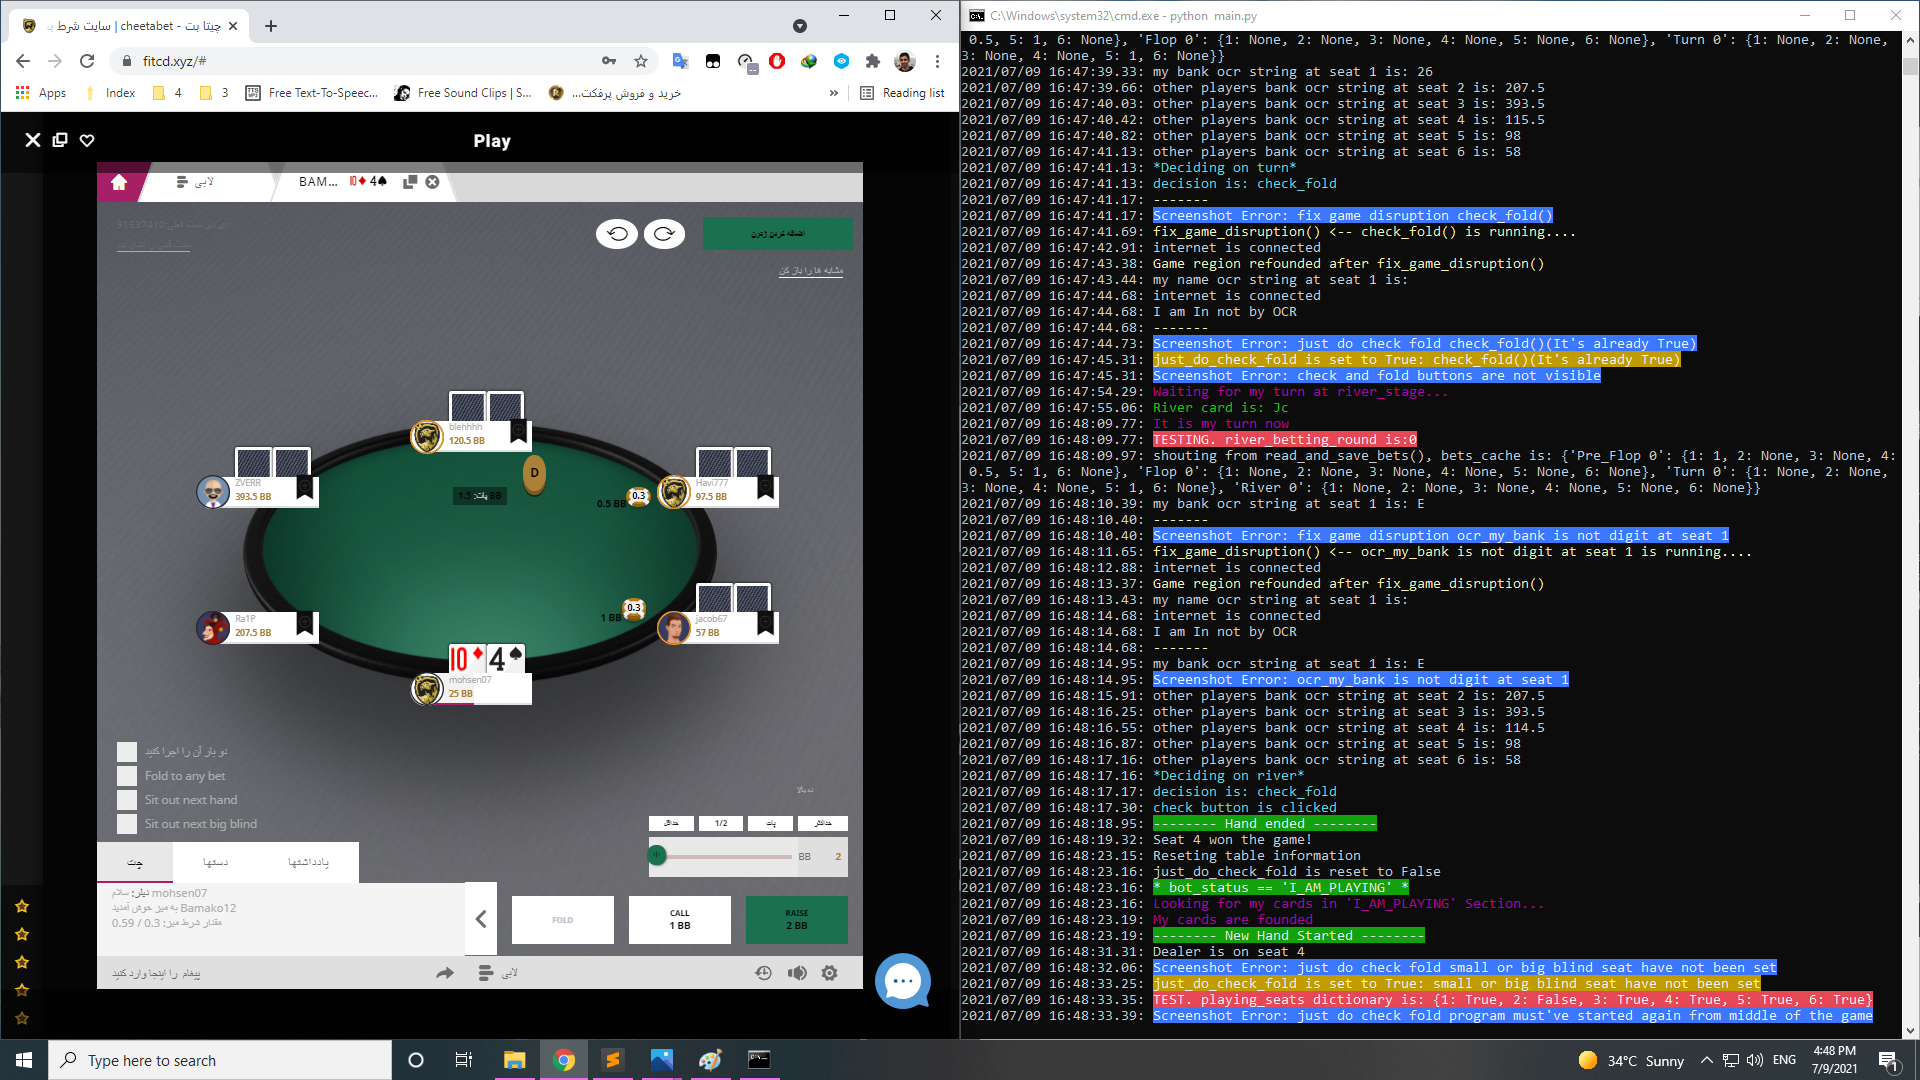 چیتا بت - cheetabet | سایت شرط ب
fitcd.xyz/#
Apps
Index
4
3
Free Text-To-Speec...
Free Sound Clips | S...
خرید و فروش پرفکت...
»
Reading list
Play
لابی
BAM... 10♦ 4♠
91637410
اضافه کردن ژتون
مشابه ها را باز کن
blehhhh
120.5 BB
ZVERR
393.5 BB
D
پات: 1.5 BB
0.5 BB
0.3
Havi777
97.5 BB
Ra1P
207.5 BB
1 BB
0.3
jacob67
57 BB
10♦ 4♠
mohsen07
25 BB
دو بار آن را اجرا کنید
Fold to any bet
Sit out next hand
Sit out next big blind
ده بالا
حداقل
1/2
پات
حداکثر
BB 2
چت
دستها
یادداشتها
دیلر: سلام mohsen07
به میز خوش آمدید Bamako12
مقدار شرط میز: 0.3 / 0.59
FOLD
CALL
1 BB
RAISE
2 BB
پیغام را اینجا وارد کنید
لابی
C:\Windows\system32\cmd.exe - python main.py
0.5, 5: 1, 6: None}, 'Flop 0': {1: None, 2: None, 3: None, 4: None, 5: None, 6: None}, 'Turn 0': {1: None, 2: None,
3: None, 4: None, 5: 1, 6: None}}
2021/07/09 16:47:39.33: my bank ocr string at seat 1 is: 26
2021/07/09 16:47:39.66: other players bank ocr string at seat 2 is: 207.5
2021/07/09 16:47:40.03: other players bank ocr string at seat 3 is: 393.5
2021/07/09 16:47:40.42: other players bank ocr string at seat 4 is: 115.5
2021/07/09 16:47:40.82: other players bank ocr string at seat 5 is: 98
2021/07/09 16:47:41.13: other players bank ocr string at seat 6 is: 58
2021/07/09 16:47:41.13: *Deciding on turn*
2021/07/09 16:47:41.13: decision is: check_fold
2021/07/09 16:47:41.17: -------
2021/07/09 16:47:41.17: Screenshot Error: fix game disruption check_fold()
2021/07/09 16:47:41.69: fix_game_disruption() <-- check_fold() is running....
2021/07/09 16:47:42.91: internet is connected
2021/07/09 16:47:43.38: Game region refounded after fix_game_disruption()
2021/07/09 16:47:43.44: my name ocr string at seat 1 is:
2021/07/09 16:47:44.68: internet is connected
2021/07/09 16:47:44.68: I am In not by OCR
2021/07/09 16:47:44.68: -------
2021/07/09 16:47:44.73: Screenshot Error: just do check fold check_fold()(It's already True)
2021/07/09 16:47:45.31: just_do_check_fold is set to True: check_fold()(It's already True)
2021/07/09 16:47:45.31: Screenshot Error: check and fold buttons are not visible
2021/07/09 16:47:54.29: Waiting for my turn at river_stage...
2021/07/09 16:47:55.06: River card is: Jc
2021/07/09 16:48:09.77: It is my turn now
2021/07/09 16:48:09.77: TESTING. river_betting_round is:0
2021/07/09 16:48:09.97: shouting from read_and_save_bets(), bets_cache is: {'Pre_Flop 0': {1: 1, 2: None, 3: None, 4:
0.5, 5: 1, 6: None}, 'Flop 0': {1: None, 2: None, 3: None, 4: None, 5: None, 6: None}, 'Turn 0': {1: None, 2: None,
3: None, 4: None, 5: 1, 6: None}, 'River 0': {1: None, 2: None, 3: None, 4: None, 5: None, 6: None}}
2021/07/09 16:48:10.39: my bank ocr string at seat 1 is: E
2021/07/09 16:48:10.40: -------
2021/07/09 16:48:10.40: Screenshot Error: fix game disruption ocr_my_bank is not digit at seat 1
2021/07/09 16:48:11.65: fix_game_disruption() <-- ocr_my_bank is not digit at seat 1 is running....
2021/07/09 16:48:12.88: internet is connected
2021/07/09 16:48:13.37: Game region refounded after fix_game_disruption()
2021/07/09 16:48:13.43: my name ocr string at seat 1 is:
2021/07/09 16:48:14.68: internet is connected
2021/07/09 16:48:14.68: I am In not by OCR
2021/07/09 16:48:14.68: -------
2021/07/09 16:48:14.95: my bank ocr string at seat 1 is: E
2021/07/09 16:48:14.95: Screenshot Error: ocr_my_bank is not digit at seat 1
2021/07/09 16:48:15.91: other players bank ocr string at seat 2 is: 207.5
2021/07/09 16:48:16.25: other players bank ocr string at seat 3 is: 393.5
2021/07/09 16:48:16.55: other players bank ocr string at seat 4 is: 114.5
2021/07/09 16:48:16.87: other players bank ocr string at seat 5 is: 98
2021/07/09 16:48:17.16: other players bank ocr string at seat 6 is: 58
2021/07/09 16:48:17.16: *Deciding on river*
2021/07/09 16:48:17.17: decision is: check_fold
2021/07/09 16:48:17.30: check button is clicked
2021/07/09 16:48:18.95: -------- Hand ended --------
2021/07/09 16:48:19.32: Seat 4 won the game!
2021/07/09 16:48:23.15: Reseting table information
2021/07/09 16:48:23.16: just_do_check_fold is reset to False
2021/07/09 16:48:23.16: * bot_status == 'I_AM_PLAYING' *
2021/07/09 16:48:23.16: Looking for my cards in 'I_AM_PLAYING' Section...
2021/07/09 16:48:23.19: My cards are founded
2021/07/09 16:48:23.19: -------- New Hand Started --------
2021/07/09 16:48:31.31: Dealer is on seat 4
2021/07/09 16:48:32.06: Screenshot Error: just do check fold small or big blind seat have not been set
2021/07/09 16:48:33.25: just_do_check_fold is set to True: small or big blind seat have not been set
2021/07/09 16:48:33.35: TEST. playing_seats dictionary is: {1: True, 2: False, 3: True, 4: True, 5: True, 6: True}
2021/07/09 16:48:33.39: Screenshot Error: just do check fold program must've started again from middle of the game
Type here to search
34°C Sunny
ENG
4:48 PM
7/9/2021
1